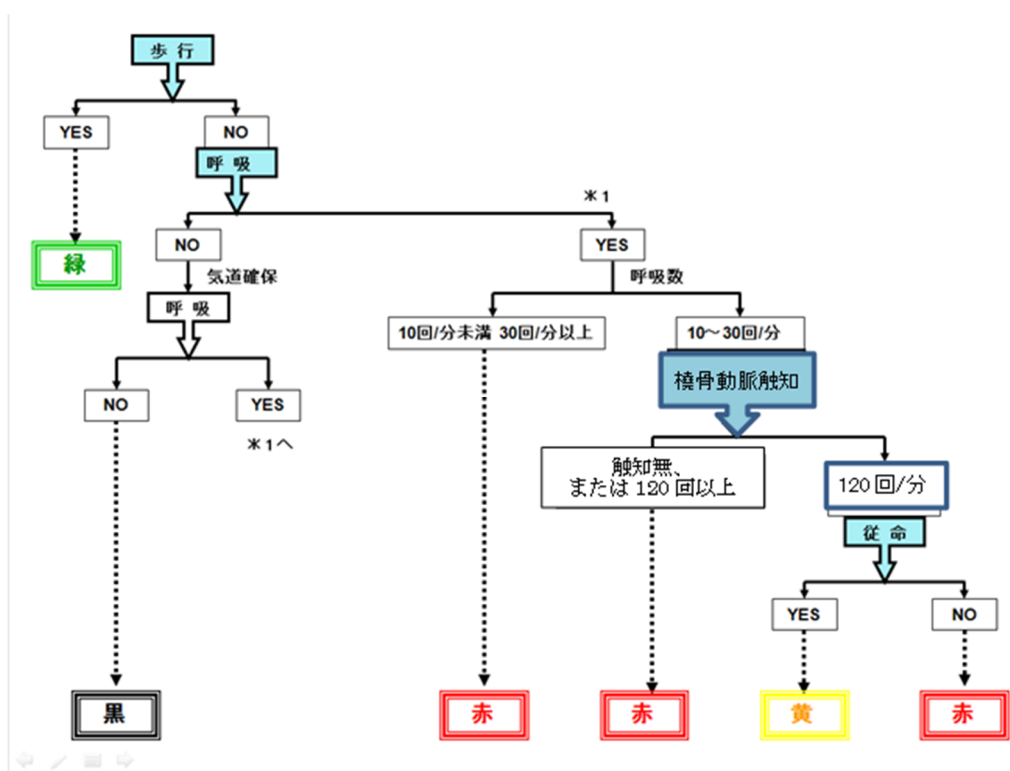 歩 行
YES
NO
呼 吸
＊1
NO
YES
緑
気道確保
呼吸数
呼 吸
10回/分未満 30回/分以上
10～30回/分
橈骨動脈触知
NO
YES
＊1へ
触知無、
または 120 回以上
120 回/分
従 命
YES
NO
黒
赤
赤
黄
赤